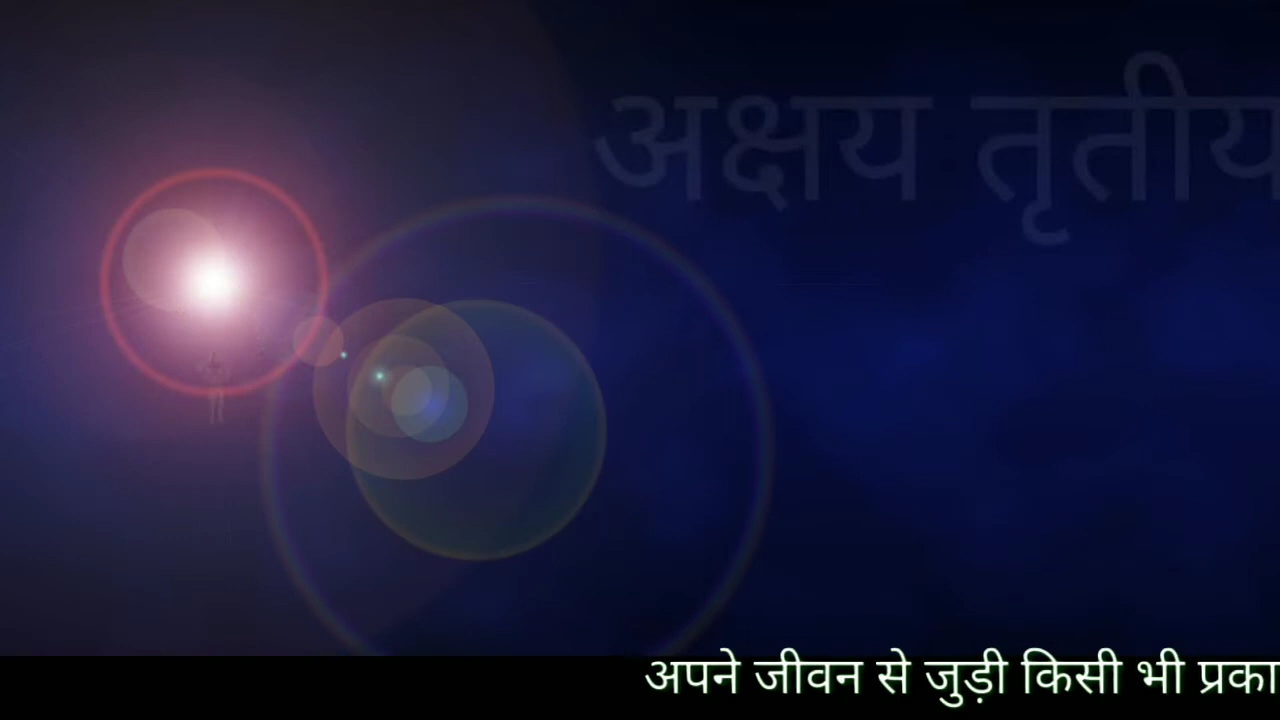 अक्षय तृतीय
अपने जीवन से जुड़ी किसी भी प्रका